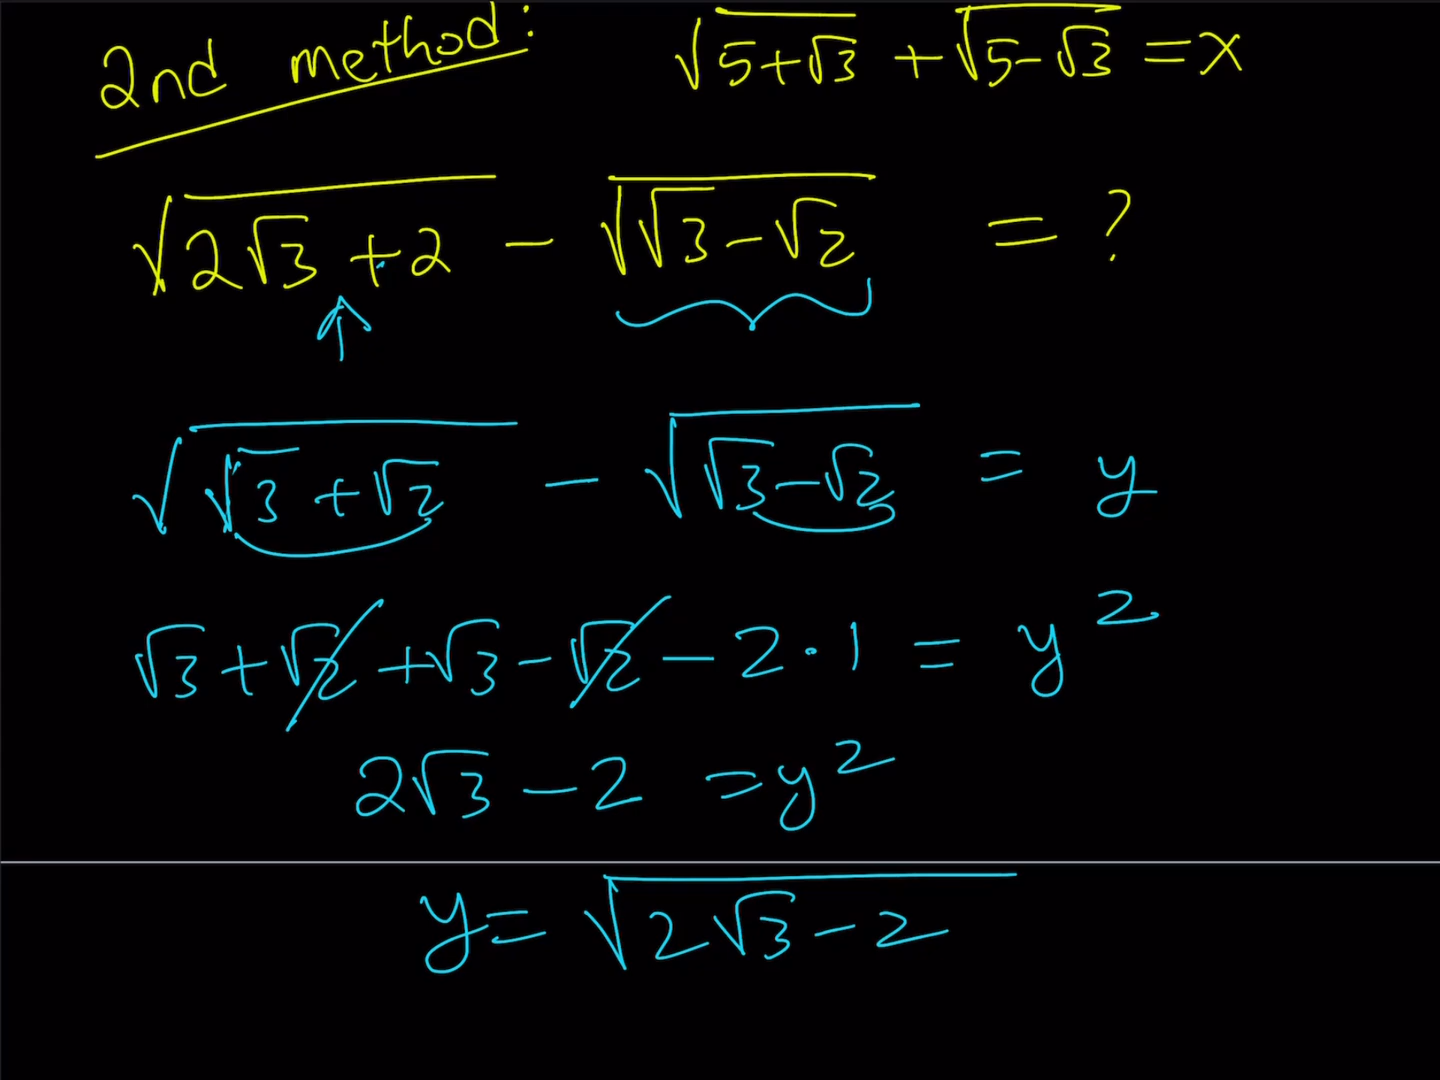 2nd method: √(5+√3) + √(5-√3) = x
√(2√3 + 2) - √(√3 - √2) = ?
√(√3 + √2) - √(√3 - √2) = y
√3 + √2 + √3 - √2 - 2·1 = y²
2√3 - 2 = y²
y = √(2√3 - 2)